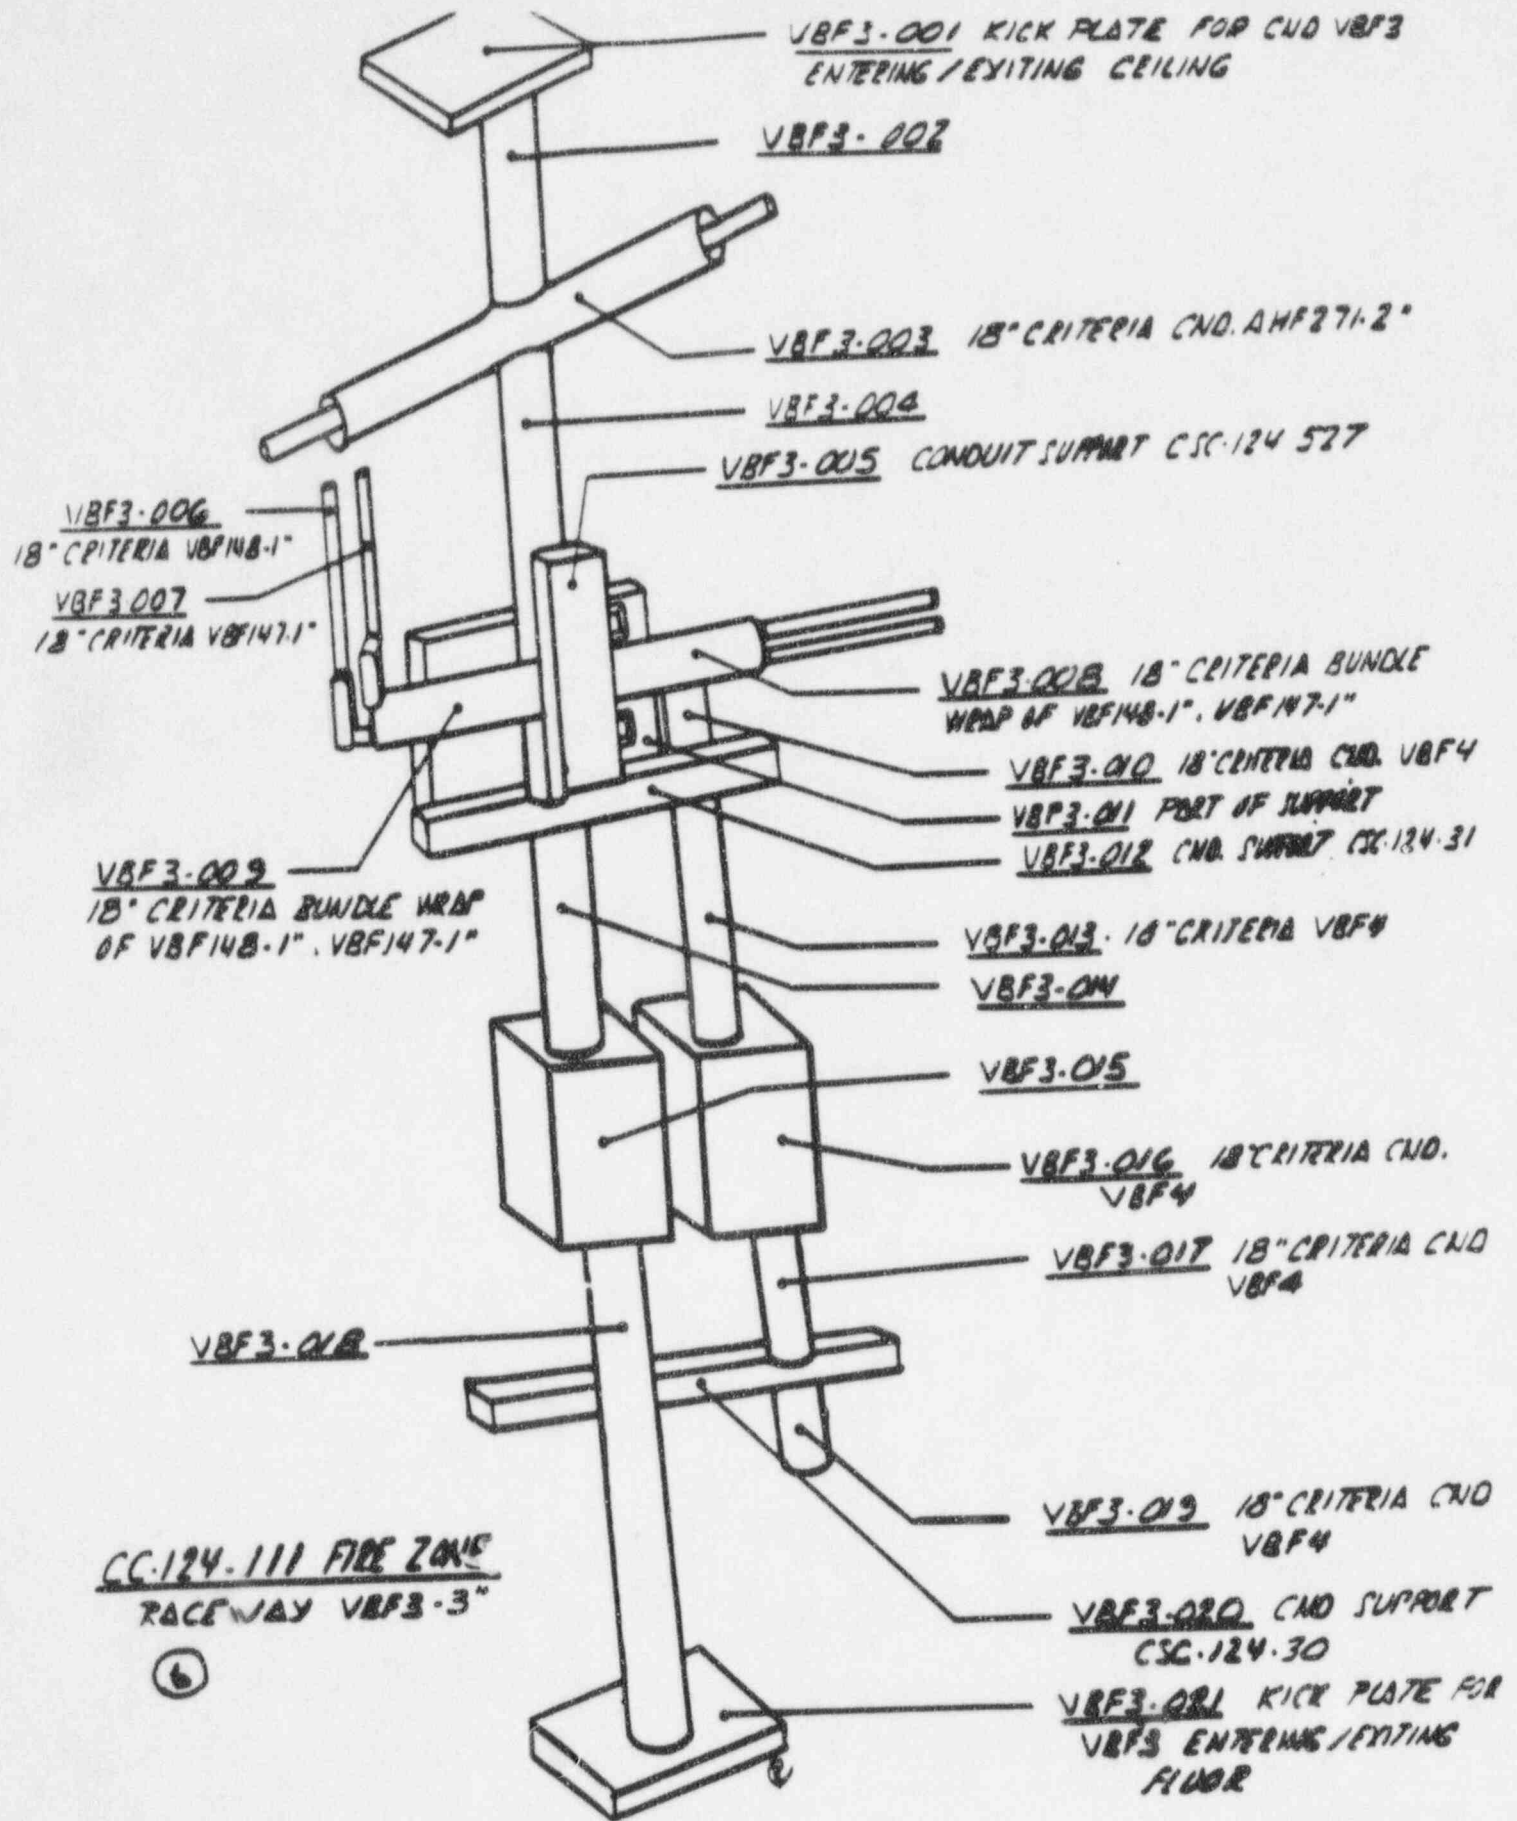 VBF3-001 KICK PLATE FOR CND VBF3
ENTERING/EXITING CEILING
VBF3-002
VBF3-003 18" CRITERIA CND. AHF271-2"
VBF3-004
VBF3-005 CONDUIT SUPPORT CSC-124 527
VBF3-006
18" CRITERIA VBF148-1"
VBF3 007
18" CRITERIA VBF147-1"
VBF3-008 18" CRITERIA BUNDLE
WRAP OF VBF148-1", VBF147-1"
VBF3-010 18" CRITERIA CND. VBF4
VBF3-011 PART OF SUPPORT
VBF3-012 CND. SUPPORT CSC-124-31
VBF3-009
18" CRITERIA BUNDLE WRAP
OF VBF148-1", VBF147-1"
VBF3-013 18" CRITERIA VBF4
VBF3-014
VBF3-015
VBF3-016 18" CRITERIA CND.
VBF4
VBF3-017 18" CRITERIA CND
VBF4
VBF3-018
VBF3-019 18" CRITERIA CND
VBF4
CC-124-111 FIRE ZONE
RACEWAY VBF3-3"
6
VBF3-020 CND SUPPORT
CSC-124-30
VBF3-021 KICK PLATE FOR
VBF3 ENTERING/EXITING
FLOOR